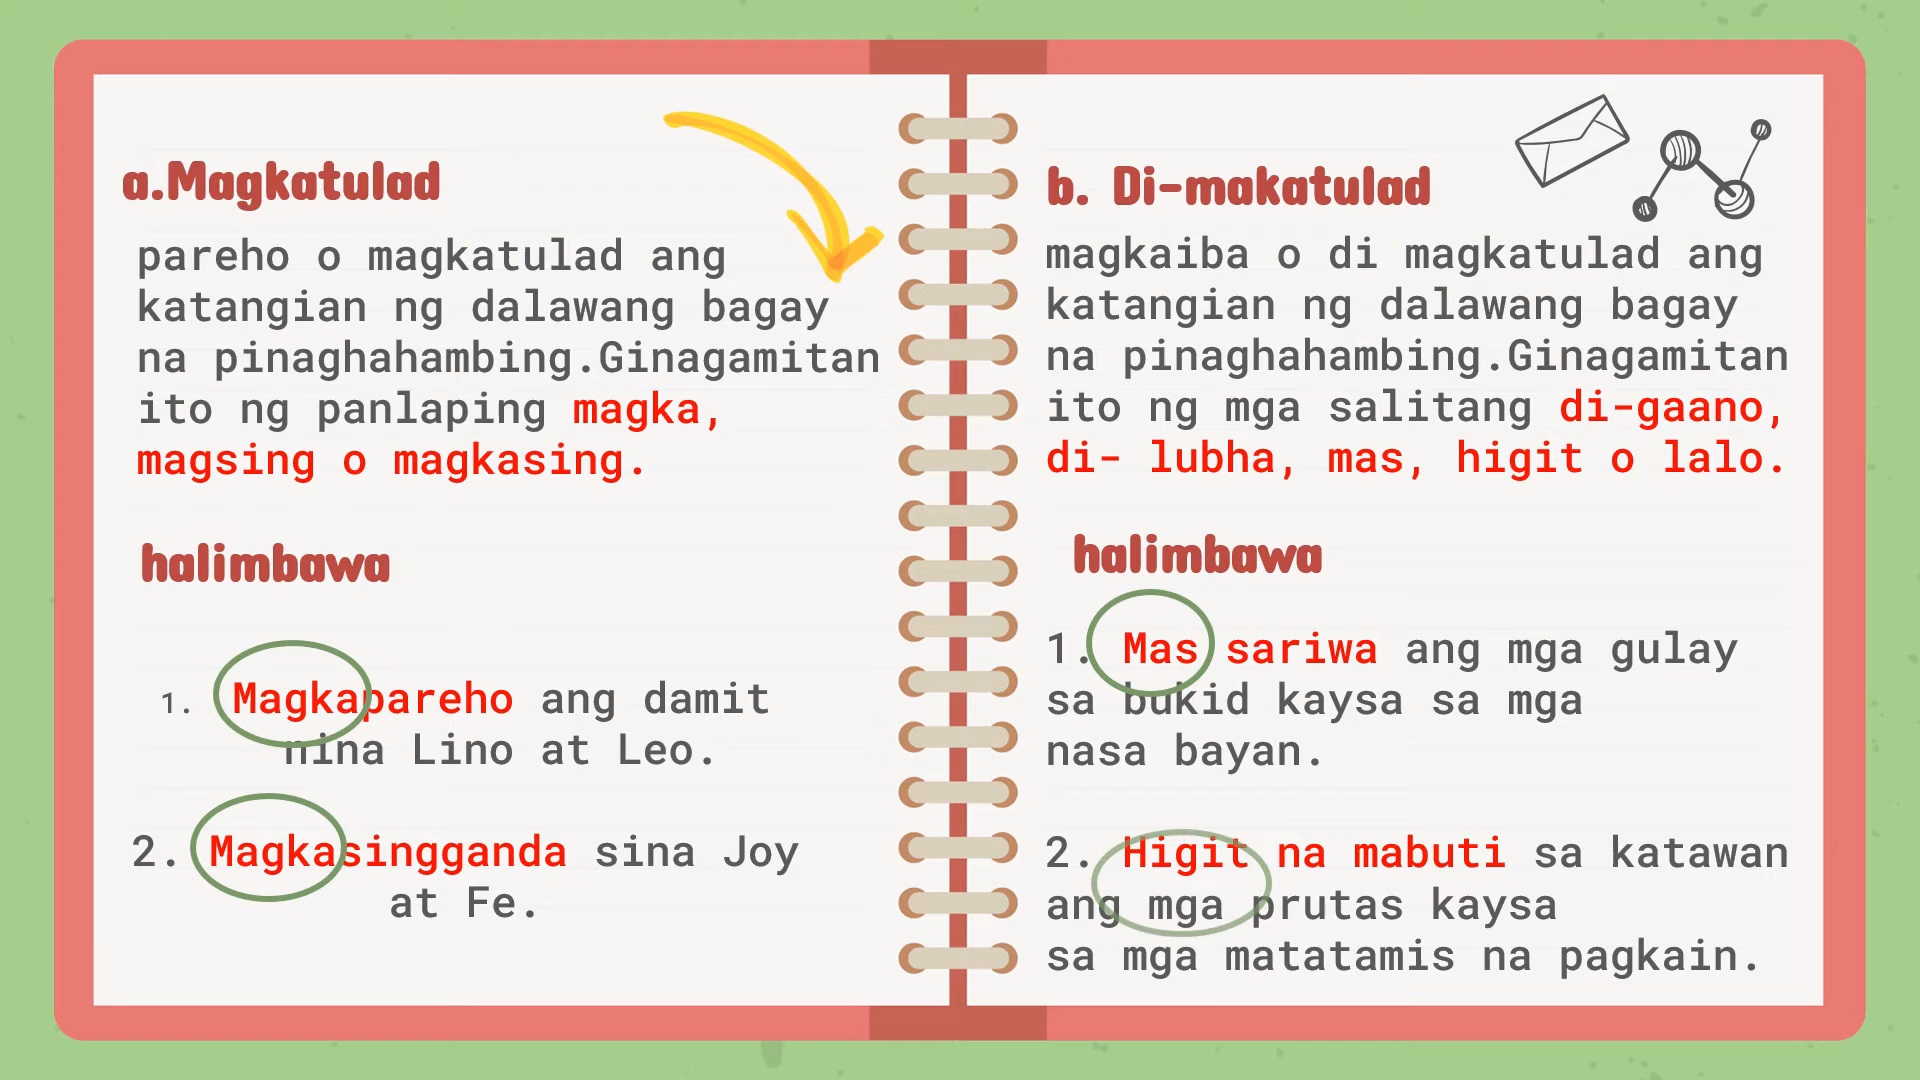 a.Magkatulad
pareho o magkatulad ang
katangian ng dalawang bagay
na pinaghahambing.Ginagamitan
ito ng panlaping magka,
magsing o magkasing.
halimbawa
1. Magkapareho ang damit
nina Lino at Leo.
2. Magkasingganda sina Joy
at Fe.
b. Di-makatulad
magkaiba o di magkatulad ang
katangian ng dalawang bagay
na pinaghahambing.Ginagamitan
ito ng mga salitang di-gaano,
di- lubha, mas, higit o lalo.
halimbawa
1. Mas sariwa ang mga gulay
sa bukid kaysa sa mga
nasa bayan.
2. Higit na mabuti sa katawan
ang mga prutas kaysa
sa mga matatamis na pagkain.